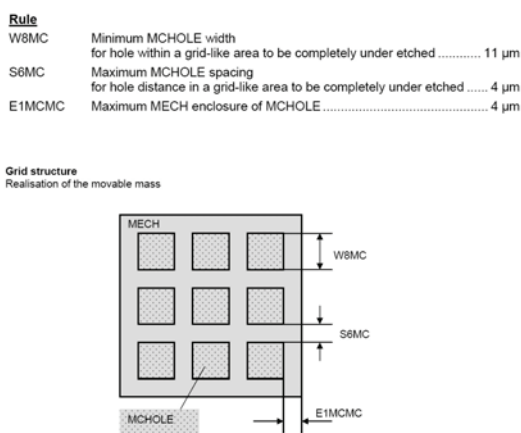 Rule
W8MC Minimum MCHOLE width
for hole within a grid-like area to be completely under etched ............ 11 µm
S6MC Maximum MCHOLE spacing
for hole distance in a grid-like area to be completely under etched ...... 4 µm
E1MCMC Maximum MECH enclosure of MCHOLE ............................................ 4 µm
Grid structure
Realisation of the movable mass
MECH
W8MC
S6MC
MCHOLE
E1MCMC